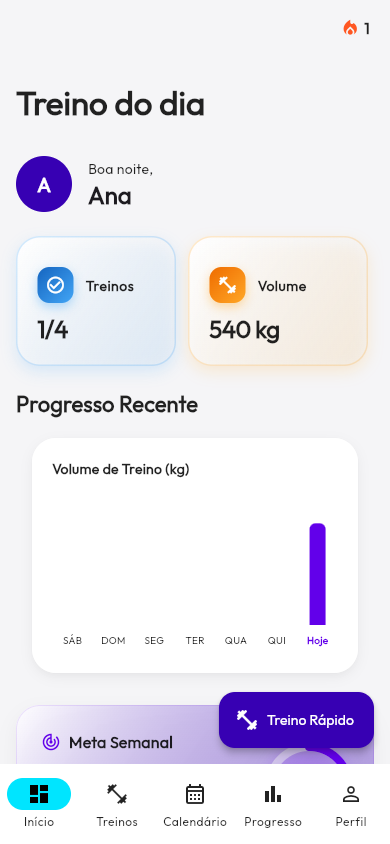 1
Treino do dia
A
Boa noite,
Ana
Treinos
1/4
Volume
540 kg
Progresso Recente
Volume de Treino (kg)
SÁB DOM SEG TER QUA QUI Hoje
Meta Semanal
Treino Rápido
Início Treinos Calendário Progresso Perfil